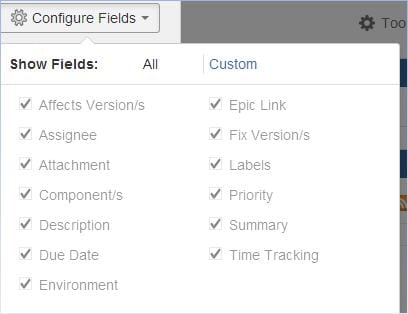 Configure Fields
Too
Show Fields: All Custom
Affects Version/s Epic Link
Assignee Fix Version/s
Attachment Labels
Component/s Priority
Description Summary
Due Date Time Tracking
Environment